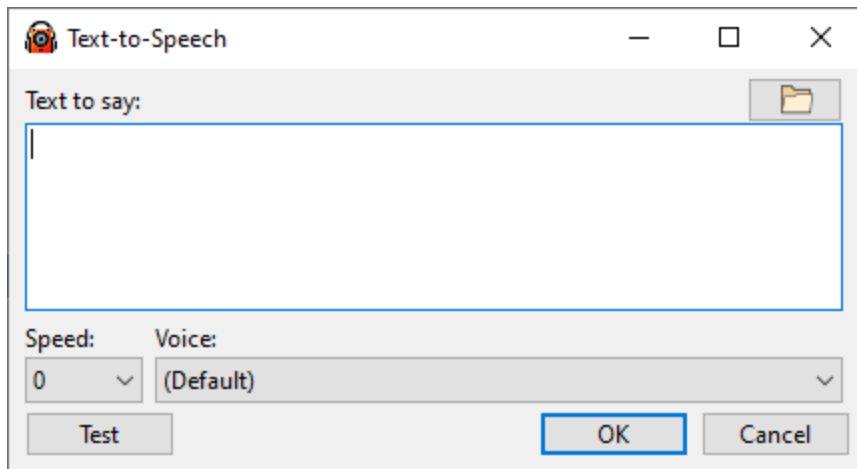 Text-to-Speech
Text to say:
Speed: Voice:
0 (Default)
Test OK Cancel